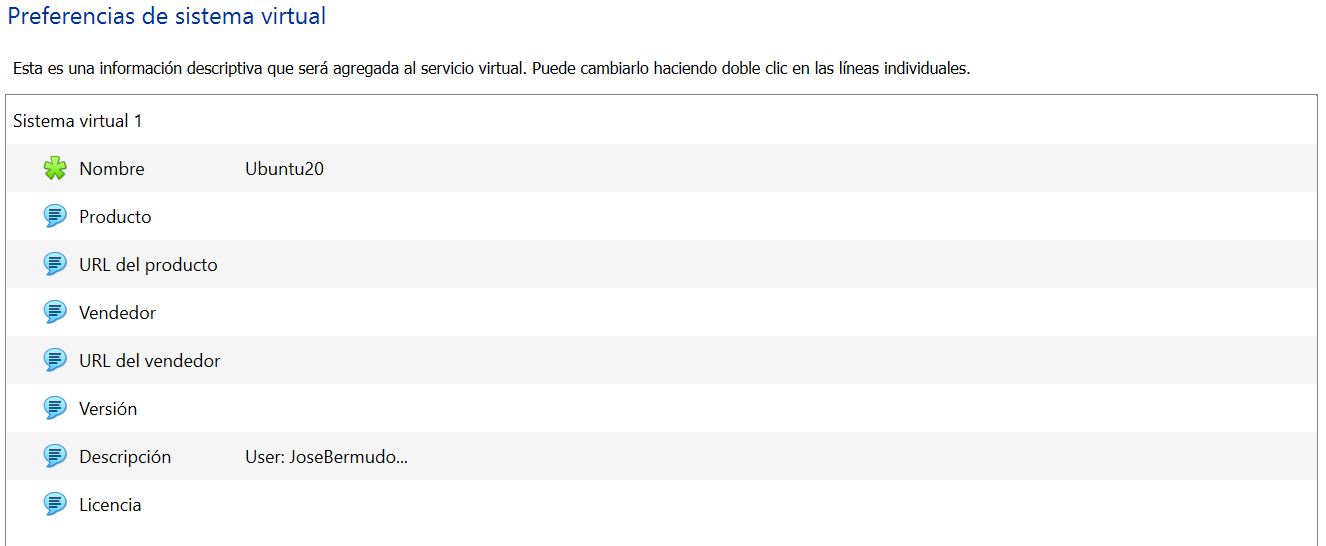 Preferencias de sistema virtual
Esta es una información descriptiva que será agregada al servicio virtual. Puede cambiarlo haciendo doble clic en las líneas individuales.
Sistema virtual 1
Nombre Ubuntu20
Producto
URL del producto
Vendedor
URL del vendedor
Versión
Descripción User: JoseBermudo...
Licencia